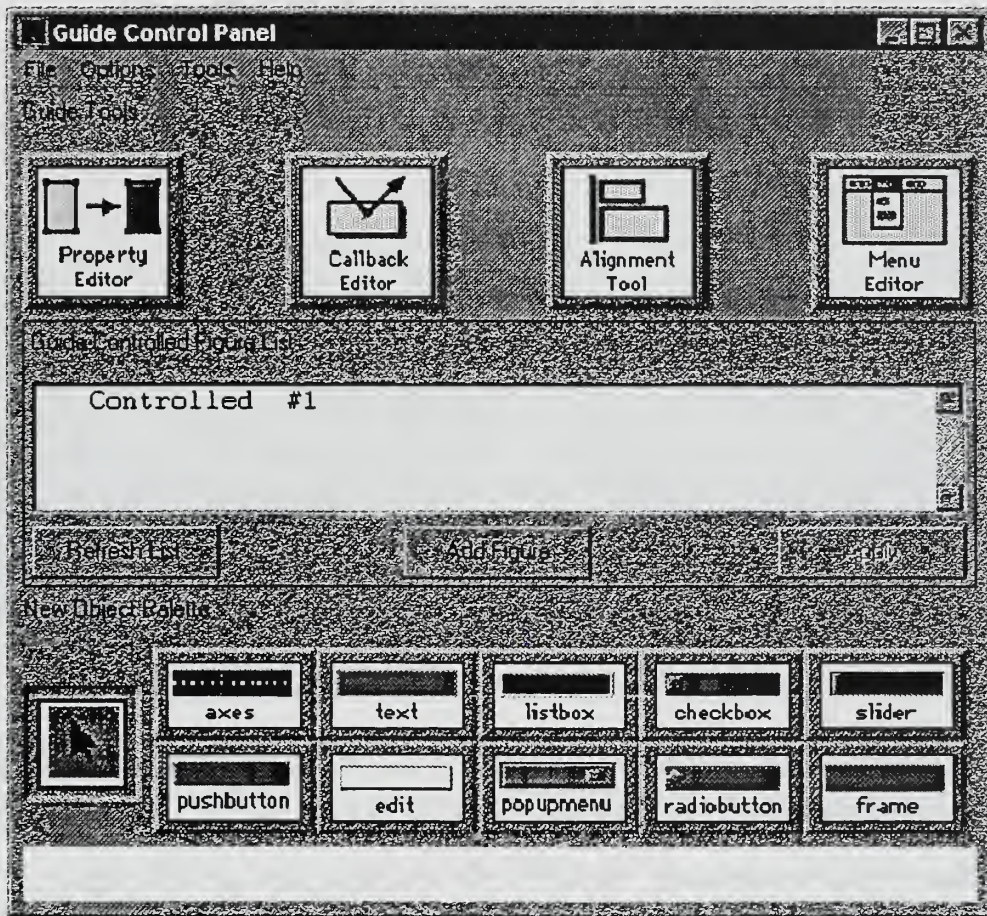 Guide Control Panel
File Options Tools Help
Guide Tools
Property Editor
Callback Editor
Alignment Tool
Menu Editor
Guide Controlled Figure List
Controlled #1
Refresh List Add Figure Apply
New Object Palette
axes text listbox checkbox slider
pushbutton edit popupmenu radiobutton frame